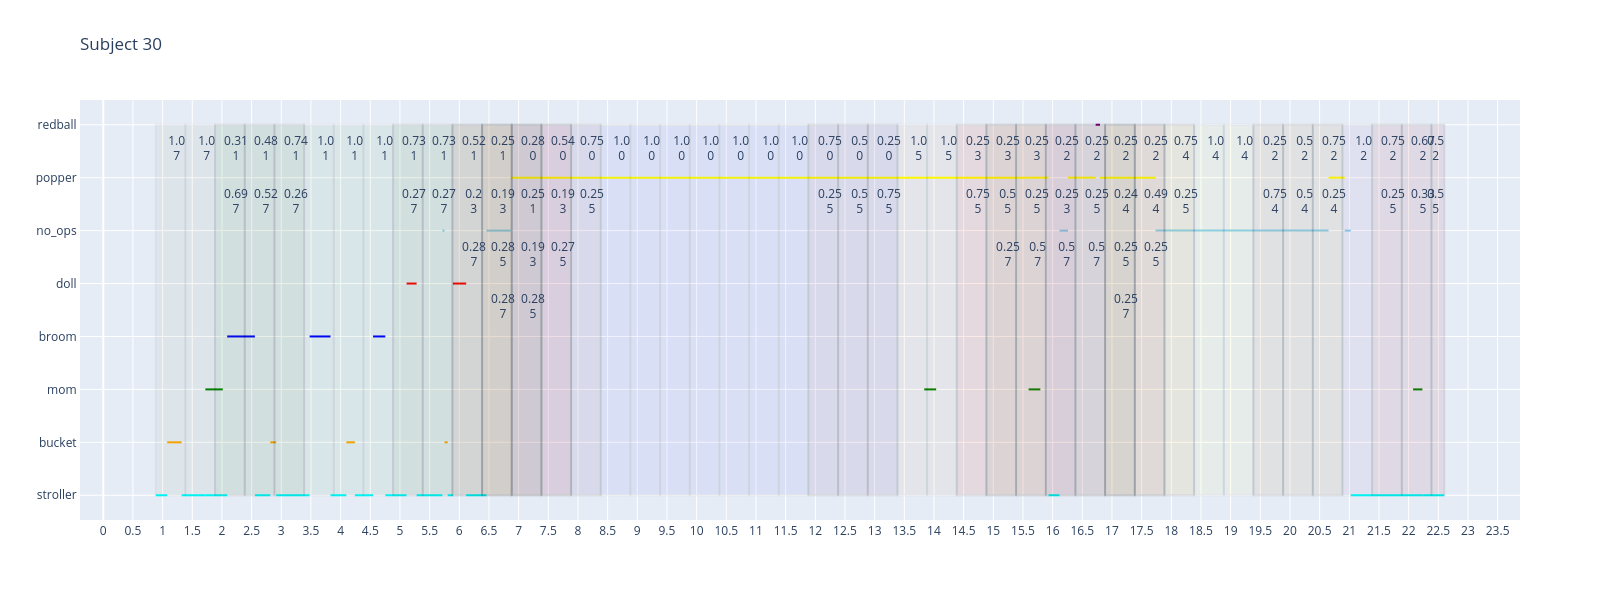 Subject 30
redball
1.0 1.0 0.31 0.48 0.74 1.0 1.0 1.0 0.73 0.73 0.52 0.25 0.28 0.54 0.75 1.0 1.0 1.0 1.0 1.0 1.0 1.0 0.75 0.5 0.25 1.0 1.0 0.25 0.25 0.25 0.25 0.25 0.25 0.25 0.75 1.0 1.0 0.25 0.5 0.75 1.0 0.75 0.67 0.5
7 7 1 1 1 1 1 1 1 1 1 1 0 0 0 0 0 0 0 0 0 0 0 0 0 5 5 3 3 3 2 2 2 2 4 4 4 2 2 2 2 2 2 2
popper
0.69 0.52 0.26 0.27 0.27 0.2 0.19 0.25 0.19 0.25 0.25 0.5 0.75 0.75 0.5 0.25 0.25 0.25 0.24 0.49 0.25 0.75 0.5 0.25 0.25 0.33 0.5
7 7 7 7 7 3 3 1 3 5 5 5 5 5 5 5 3 5 4 4 5 4 4 4 5 5 5
no_ops
0.28 0.28 0.19 0.27 0.25 0.5 0.5 0.5 0.25 0.25
7 5 3 5 7 7 7 7 5 5
doll
0.28 0.28 0.25
7 5 7
broom
mom
bucket
stroller
0 0.5 1 1.5 2 2.5 3 3.5 4 4.5 5 5.5 6 6.5 7 7.5 8 8.5 9 9.5 10 10.5 11 11.5 12 12.5 13 13.5 14 14.5 15 15.5 16 16.5 17 17.5 18 18.5 19 19.5 20 20.5 21 21.5 22 22.5 23 23.5